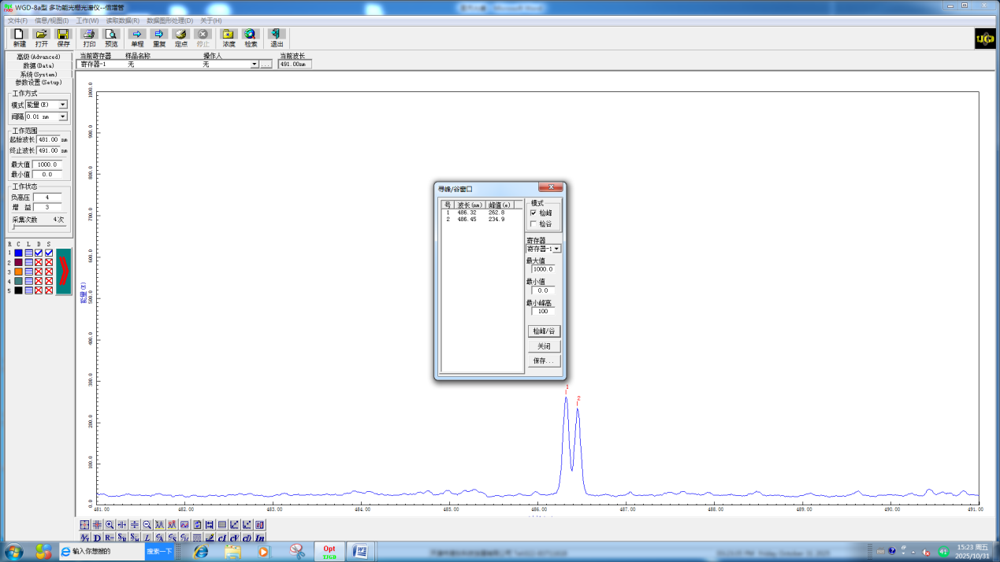 WGD-8a型 多功能光栅光谱仪--倍增管
文件(F) 信息/视图(I) 工作(W) 读取数据(R) 数据图形处理(D) 关于(H)
新建 打开 保存 打印 预览 单程 重复 定点 停止 浓度 检索 退出
TJGD
高级(Advanced)
数据(Data)
系统(System)
参数设置(Setup)
当前寄存器 样品名称 操作人 当前波长
寄存器-1 无 无 ... 491.00nm
工作方式
模式 能量(E)
间隔 0.01 nm
工作范围
起始波长 481.00 nm
终止波长 491.00 nm
最大值 1000.0
最小值 0.0
工作状态
负高压 4
增 益 3
采集次数 4次
R C L D S
1
2
3
4
5
1000.0
900.0
800.0
700.0
600.0
500.0
400.0
300.0
200.0
100.0
0.0
能量(E)
寻峰/谷窗口
号 波长(nm) 峰值(e)
1 486.32 262.8
2 486.45 234.9
模式
检峰
检谷
寄存器
寄存器-1
最大值
1000.0
最小值
0.0
最小峰高
100
检峰/谷
关闭
保存...
1
2
481.00 482.00 483.00 484.00 485.00 486.00 487.00 488.00 489.00 490.00 491.00
输入你想搜的 搜索一下
Opt
TJGD
41
15:23 周五
2025/10/31